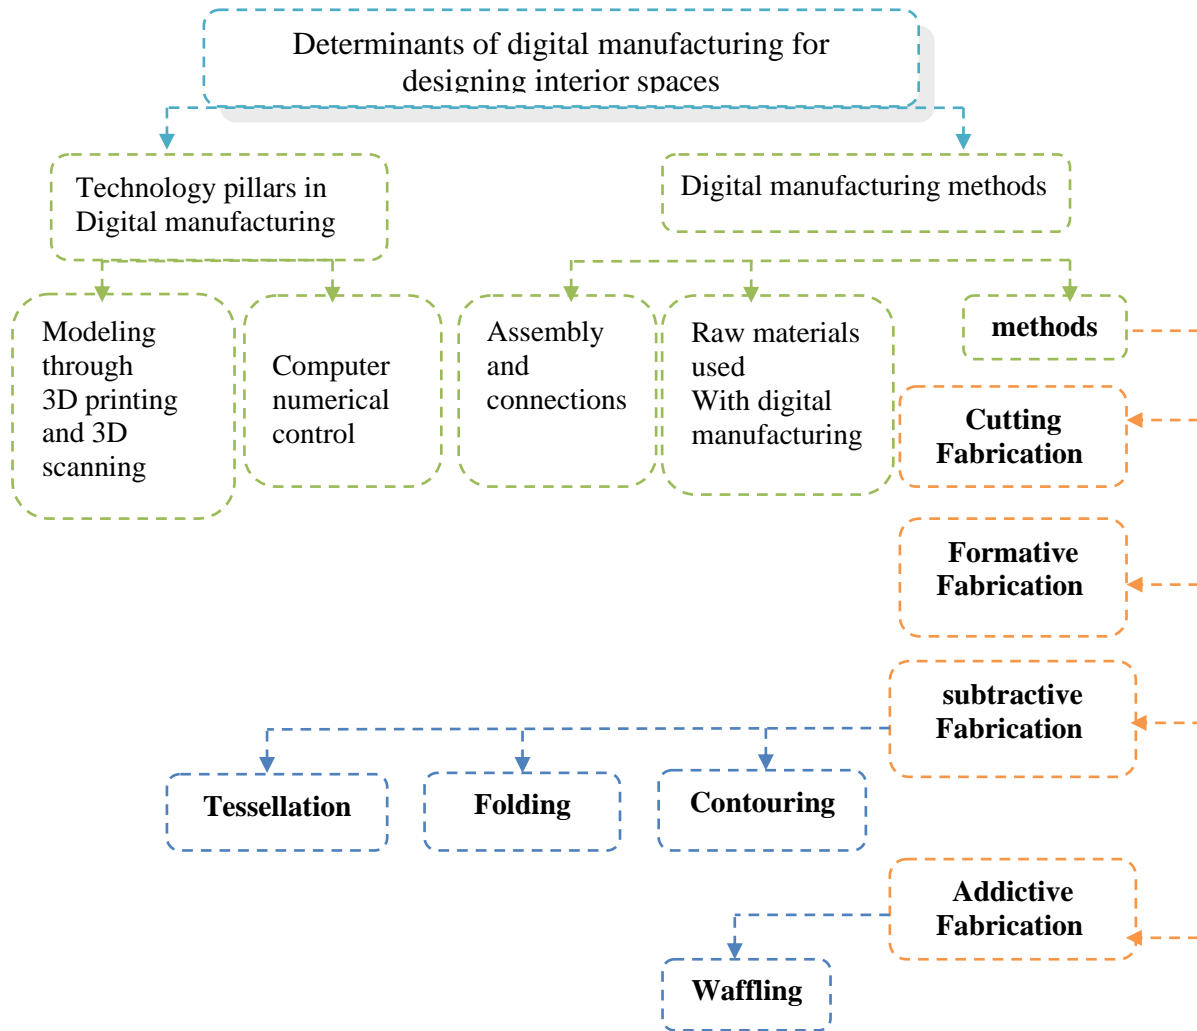 Determinants of digital manufacturing for
designing interior spaces
Technology pillars in
Digital manufacturing
Digital manufacturing methods
Modeling
through
3D printing
and 3D
scanning
Computer
numerical
control
Assembly
and
connections
Raw materials
used
With digital
manufacturing
methods
Cutting
Fabrication
Formative
Fabrication
subtractive
Fabrication
Tessellation
Folding
Contouring
Addictive
Fabrication
Waffling